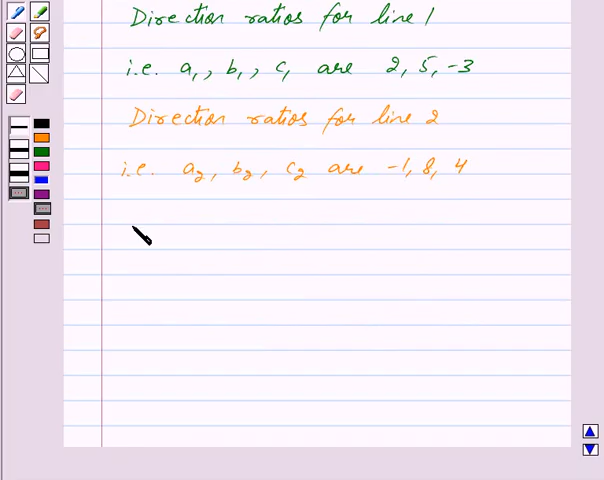 Direction ratios for line 1
i.e. a₁, b₁, c₁ are 2, 5, -3
Direction ratios for line 2
i.e. a₂, b₂, c₂ are -1, 8, 4